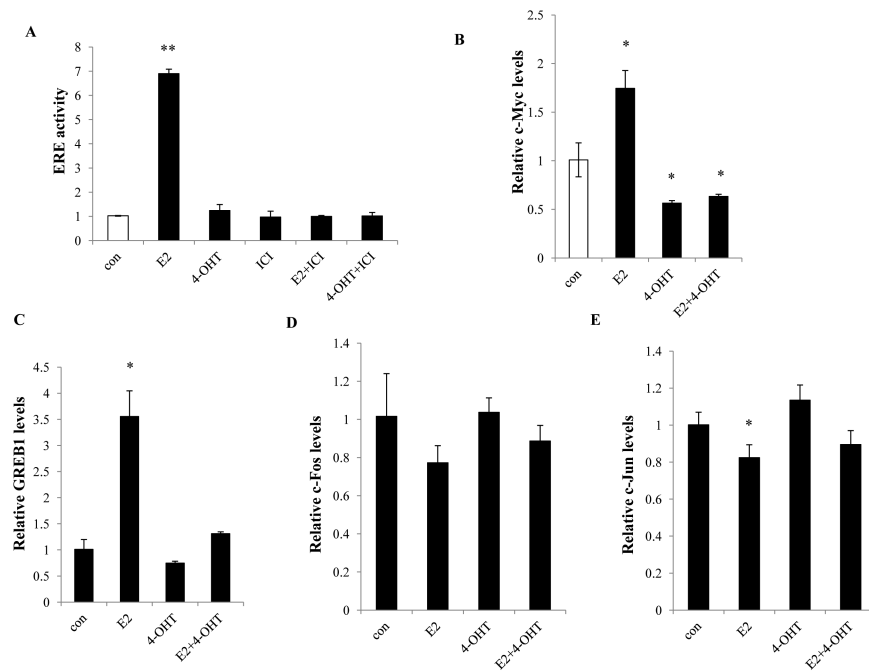 A
ERE activity
8
7
6
5
4
3
2
1
0
**
con
E2
4-OHT
ICI
E2+ICI
4-OHT+ICI
B
Relative c-Myc levels
2.5
2
1.5
1
0.5
0
*
*
*
con
E2
4-OHT
E2+4-OHT
C
Relative GREB1 levels
4.5
4
3.5
3
2.5
2
1.5
1
0.5
0
*
con
E2
4-OHT
E2+4-OHT
D
Relative c-Fos levels
1.4
1.2
1
0.8
0.6
0.4
0.2
0
con
E2
4-OHT
E2+4-OHT
E
Relative c-Jun levels
1.4
1.2
1
0.8
0.6
0.4
0.2
0
*
con
E2
4-OHT
E2+4-OHT